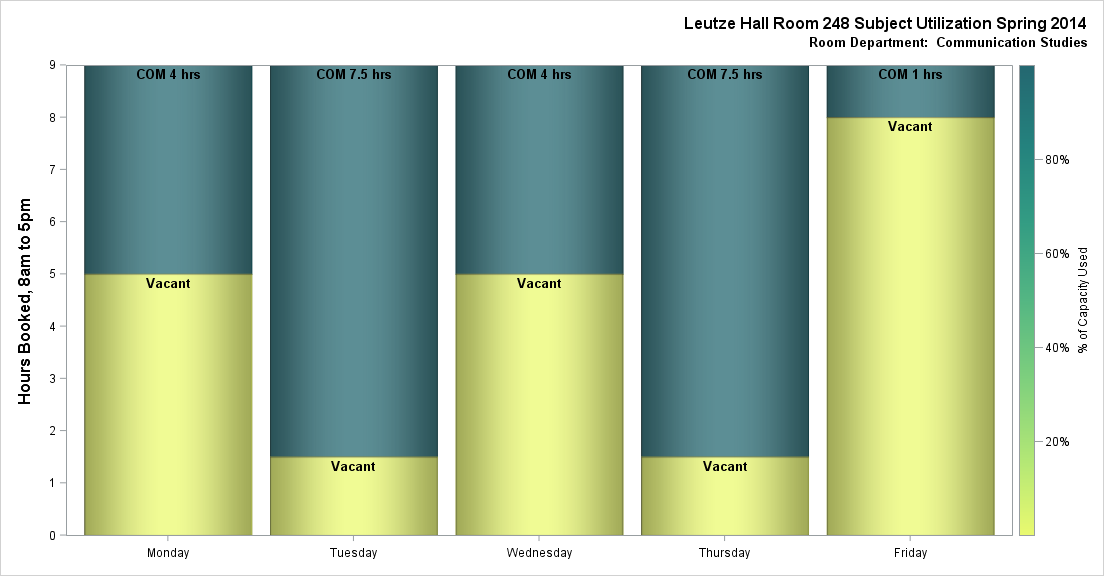 Leutze Hall Room 248 Subject Utilization Spring 2014
Room Department:  Communication Studies
Hours Booked, 8am to 5pm
9
8
7
6
5
4
3
2
1
0
COM 4 hrs
Vacant
COM 7.5 hrs
Vacant
COM 4 hrs
Vacant
COM 7.5 hrs
Vacant
COM 1 hrs
Vacant
Monday
Tuesday
Wednesday
Thursday
Friday
80%
60%
40%
20%
% of Capacity Used